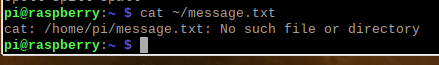 pi@raspberry:~ $ cat ~/message.txt
cat: /home/pi/message.txt: No such file or directory
pi@raspberry:~ $